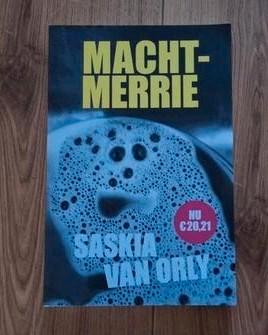 MACHT-
MERRIE
NU
€ 20,21
SASKIA
VAN ORLY